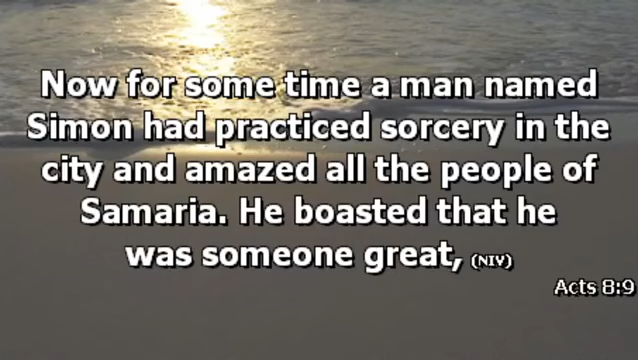 Now for some time a man named
Simon had practiced sorcery in the
city and amazed all the people of
Samaria. He boasted that he
was someone great, (NIV)
Acts 8:9